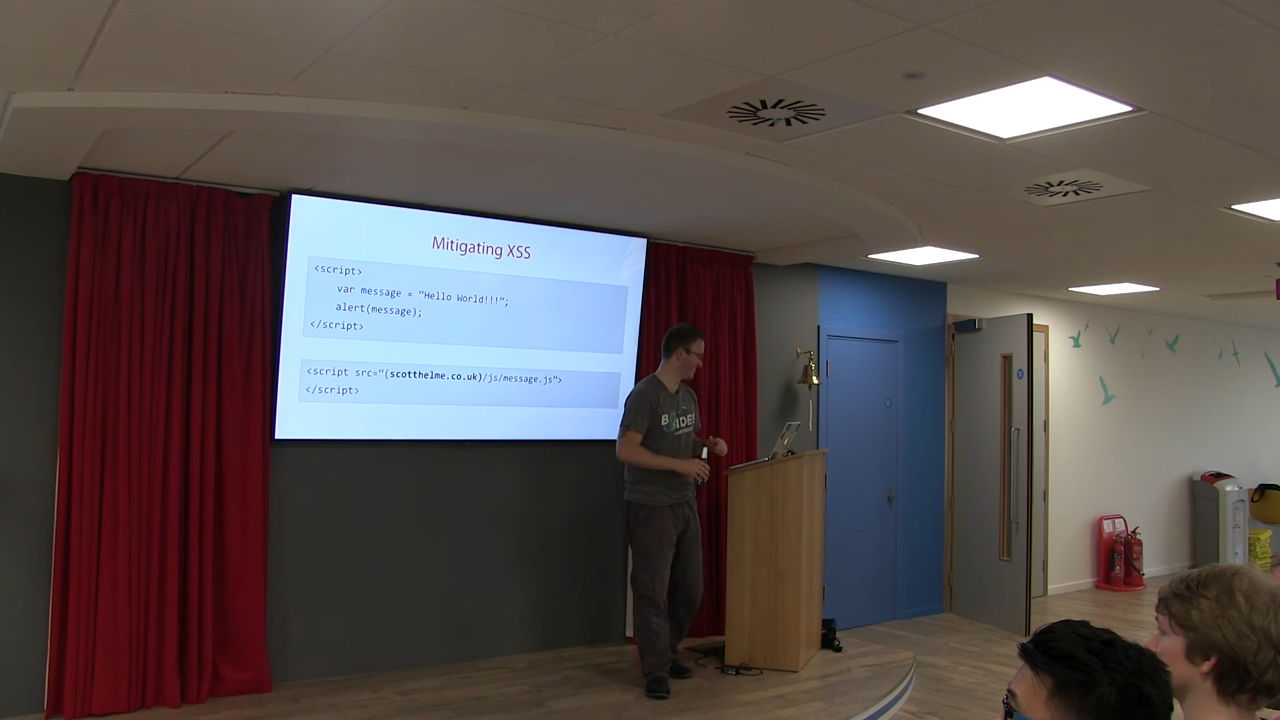 Mitigating XSS
<script>
var message = “Hello World!!!”;
alert(message);
</script>
<script src=“(scotthelme.co.uk)/js/message.js”>
</script>
BSIDES